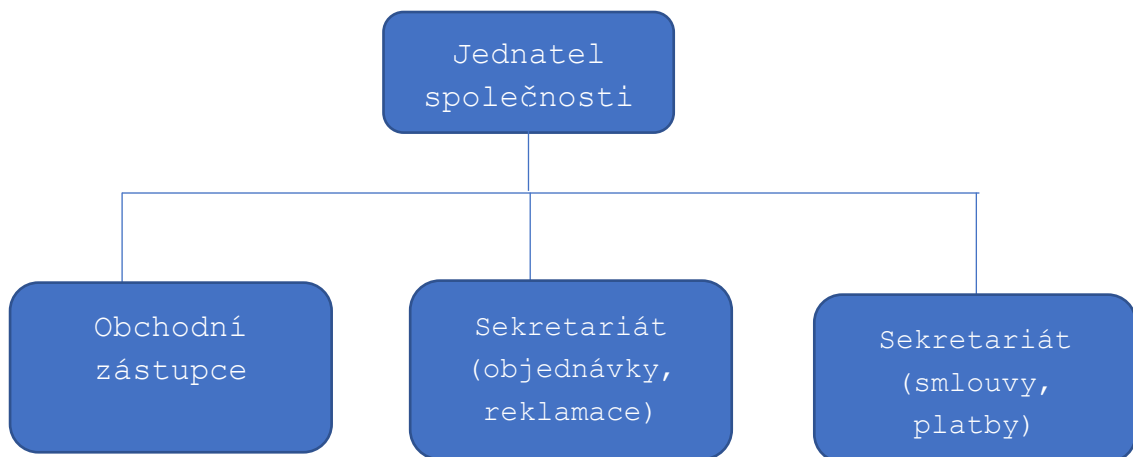 Jednatel
společnosti
Obchodní
zástupce
Sekretariát
(objednávky,
reklamace)
Sekretariát
(smlouvy,
platby)